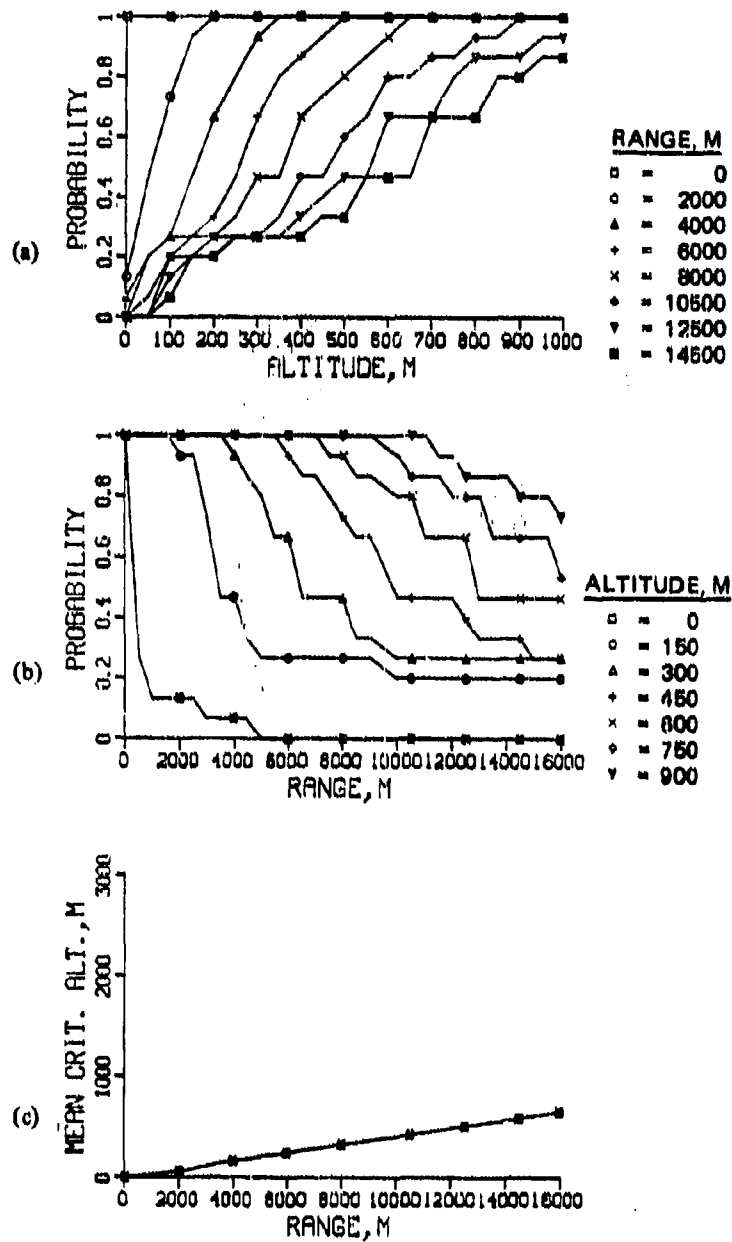 (a)
PROBABILITY
1
0.8
0.6
0.4
0.2
0
0 100 200 300 400 500 600 700 800 900 1000
ALTITUDE, M
RANGE, M
= 0
= 2000
= 4000
= 6000
= 8000
= 10500
= 12500
= 14500
(b)
PROBABILITY
1
0.8
0.6
0.4
0.2
0
0 2000 4000 6000 8000 10000 12000 14000 16000
RANGE, M
ALTITUDE, M
= 0
= 150
= 300
= 450
= 600
= 750
= 900
(c)
MEAN CRIT. ALT., M
3000
2000
1000
0
0 2000 4000 6000 8000 10000 12000 14000 16000
RANGE, M